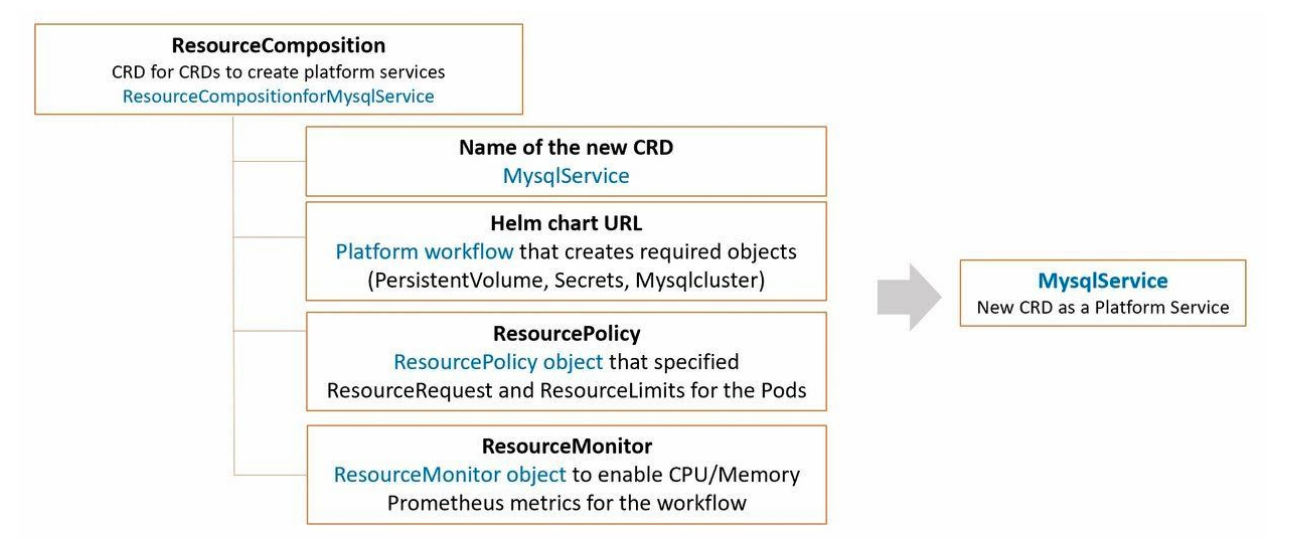 ResourceComposition
CRD for CRDs to create platform services
ResourceCompositionforMysqlService
Name of the new CRD
MysqlService
Helm chart URL
Platform workflow that creates required objects
(PersistentVolume, Secrets, Mysqlcluster)
ResourcePolicy
ResourcePolicy object that specified
ResourceRequest and ResourceLimits for the Pods
ResourceMonitor
ResourceMonitor object to enable CPU/Memory
Prometheus metrics for the workflow
MysqlService
New CRD as a Platform Service